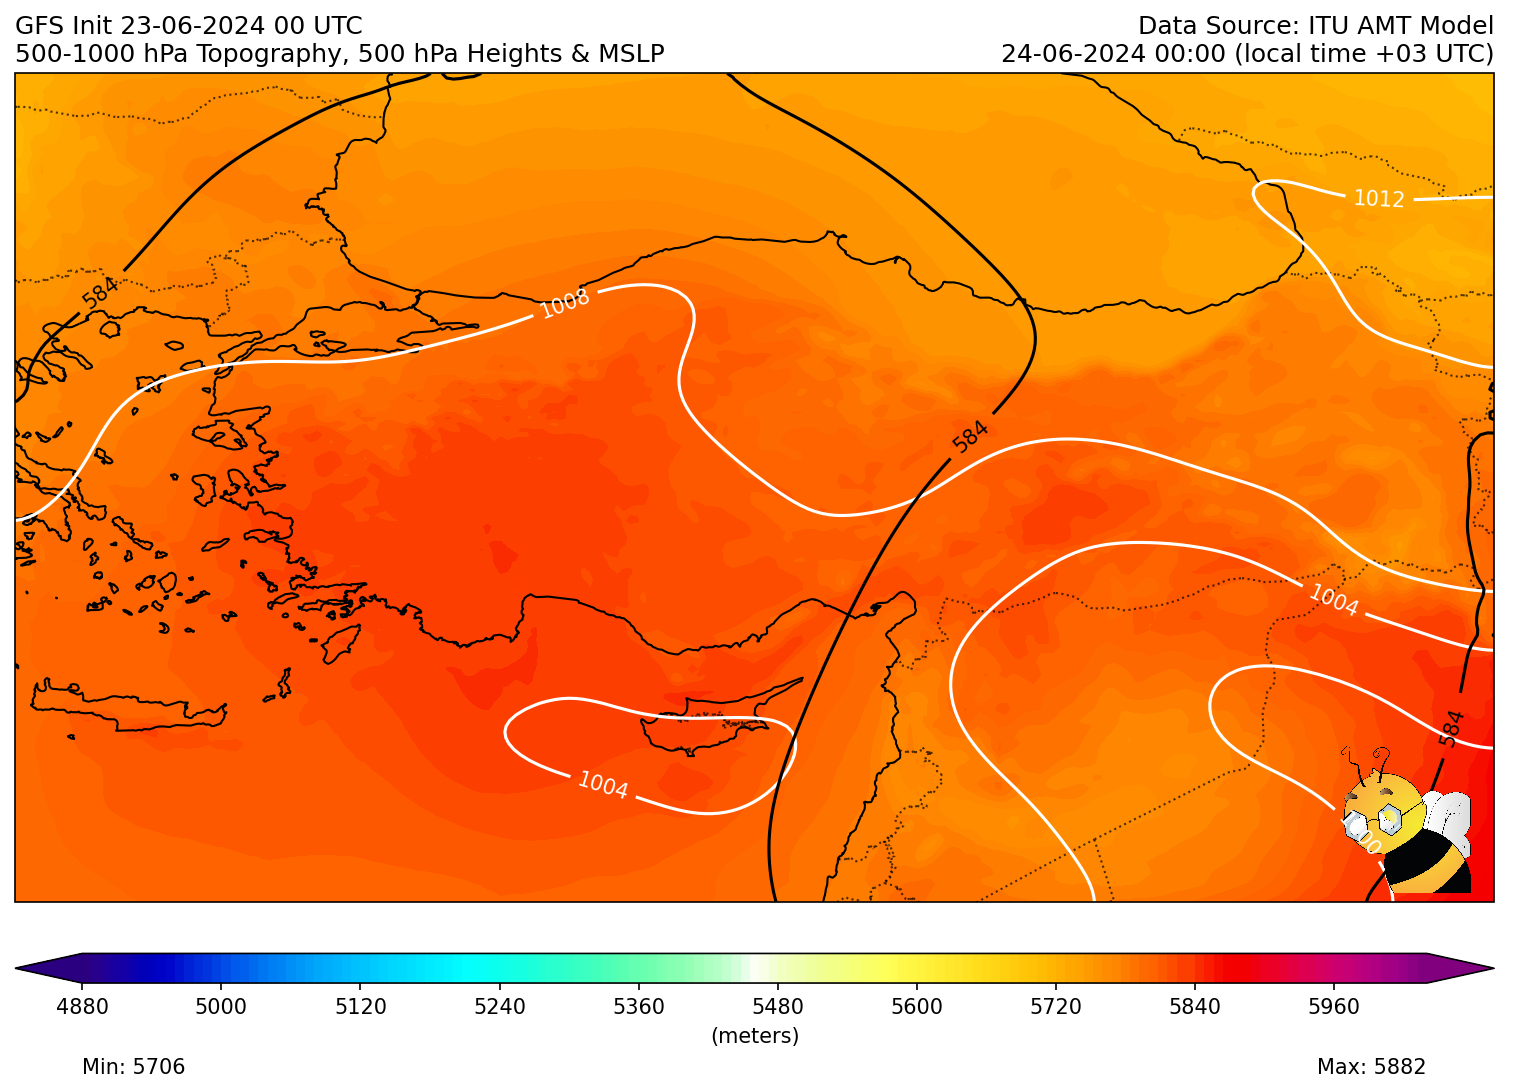 GFS Init 23-06-2024 00 UTC
Data Source: ITU AMT Model
500-1000 hPa Topography, 500 hPa Heights & MSLP
24-06-2024 00:00 (local time +03 UTC)
1012
584
1008
584
1004
584
1004
4880 5000 5120 5240 5360 5480 5600 5720 5840 5960
(meters)
Min: 5706
Max: 5882